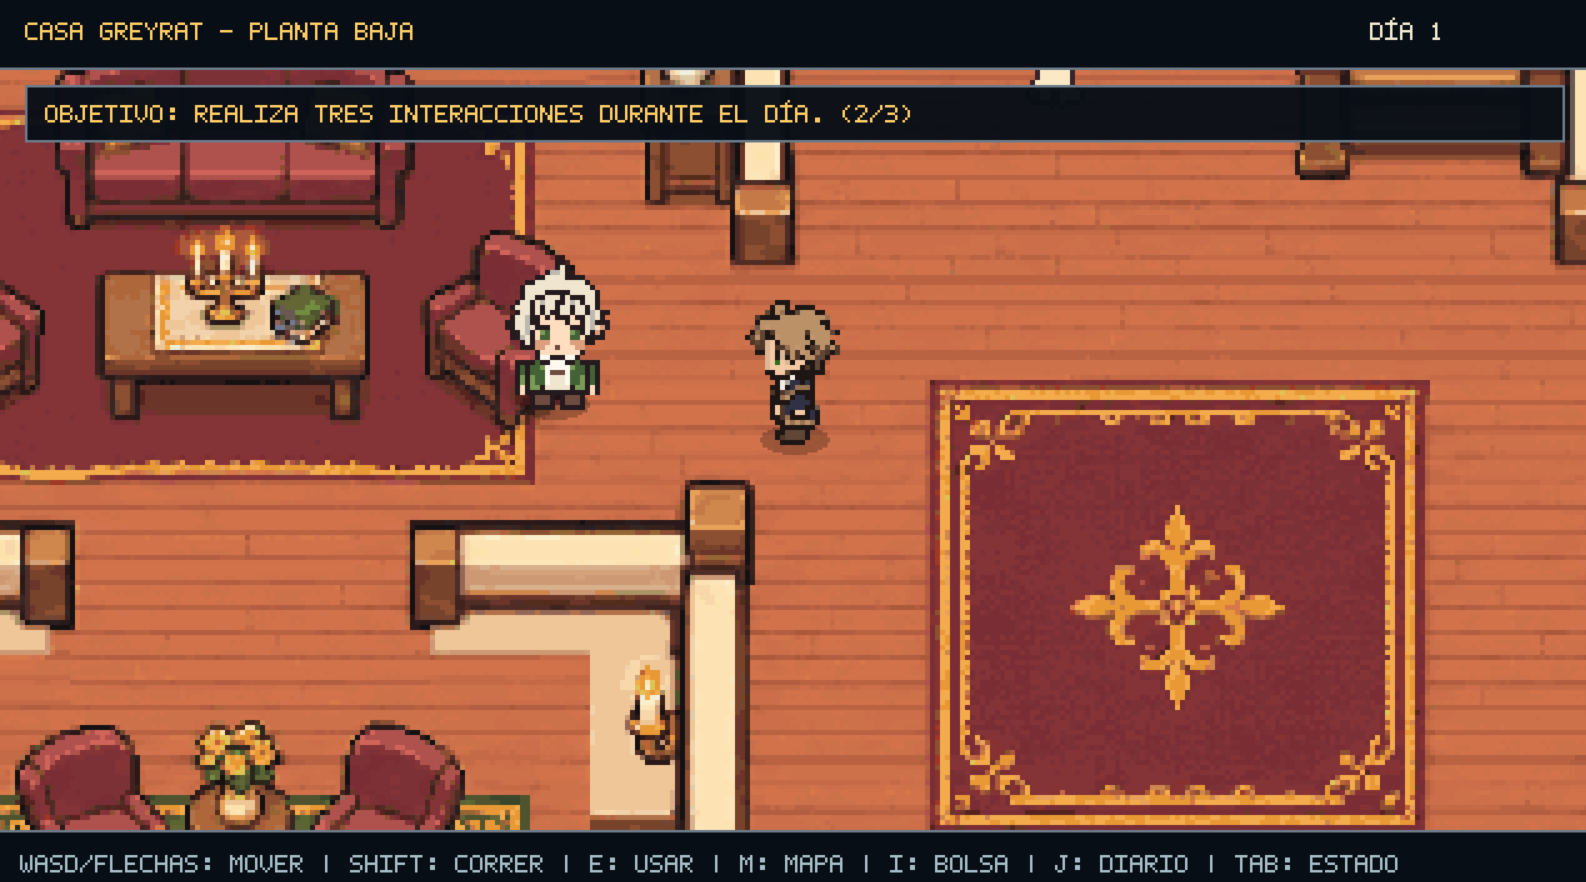 CASA GREYRAT - PLANTA BAJA
DÍA 1
OBJETIVO: REALIZA TRES INTERACCIONES DURANTE EL DÍA. (2/3)
WASD/FLECHAS: MOVER | SHIFT: CORRER | E: USAR | M: MAPA | I: BOLSA | J: DIARIO | TAB: ESTADO